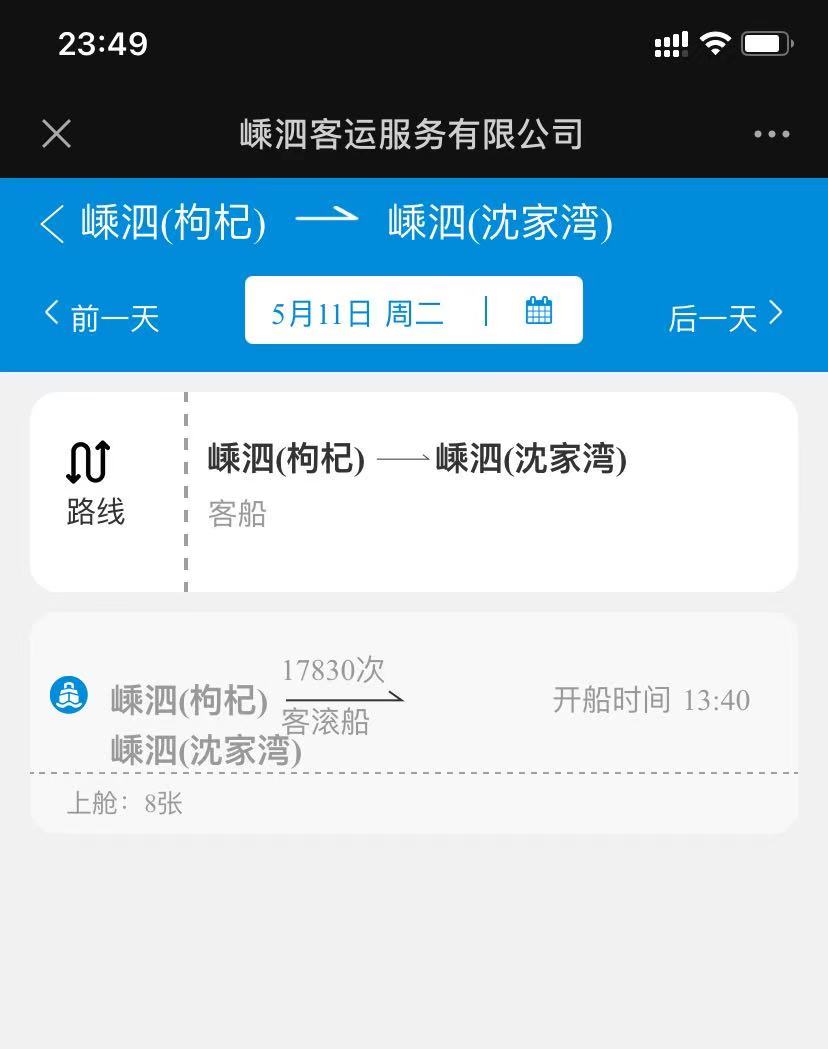 23:49
嵊泗客运服务有限公司
嵊泗(枸杞) 嵊泗(沈家湾)
前一天 5月11日 周二 后一天
嵊泗(枸杞) 嵊泗(沈家湾)
路线
客船
17830次
嵊泗(枸杞) 开船时间 13:40
客滚船
嵊泗(沈家湾)
上舱：8张